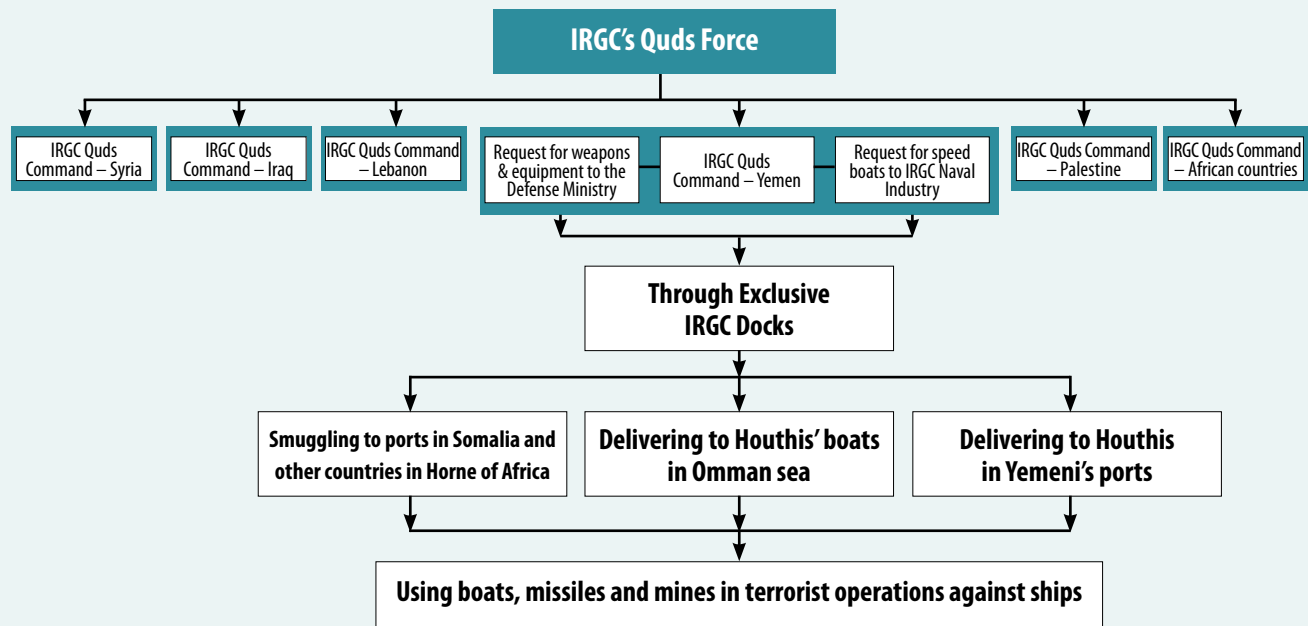 IRGC's Quds Force
IRGC Quds
Command – Syria
IRGC Quds
Command – Iraq
IRGC Quds Command
– Lebanon
Request for weapons
& equipment to the
Defense Ministry
IRGC Quds
Command – Yemen
Request for speed
boats to IRGC Naval
Industry
IRGC Quds Command
– Palestine
IRGC Quds Command
– African countries
Through Exclusive
IRGC Docks
Smuggling to ports in Somalia and
other countries in Horne of Africa
Delivering to Houthis' boats
in Omman sea
Delivering to Houthis
in Yemeni's ports
Using boats, missiles and mines in terrorist operations against ships